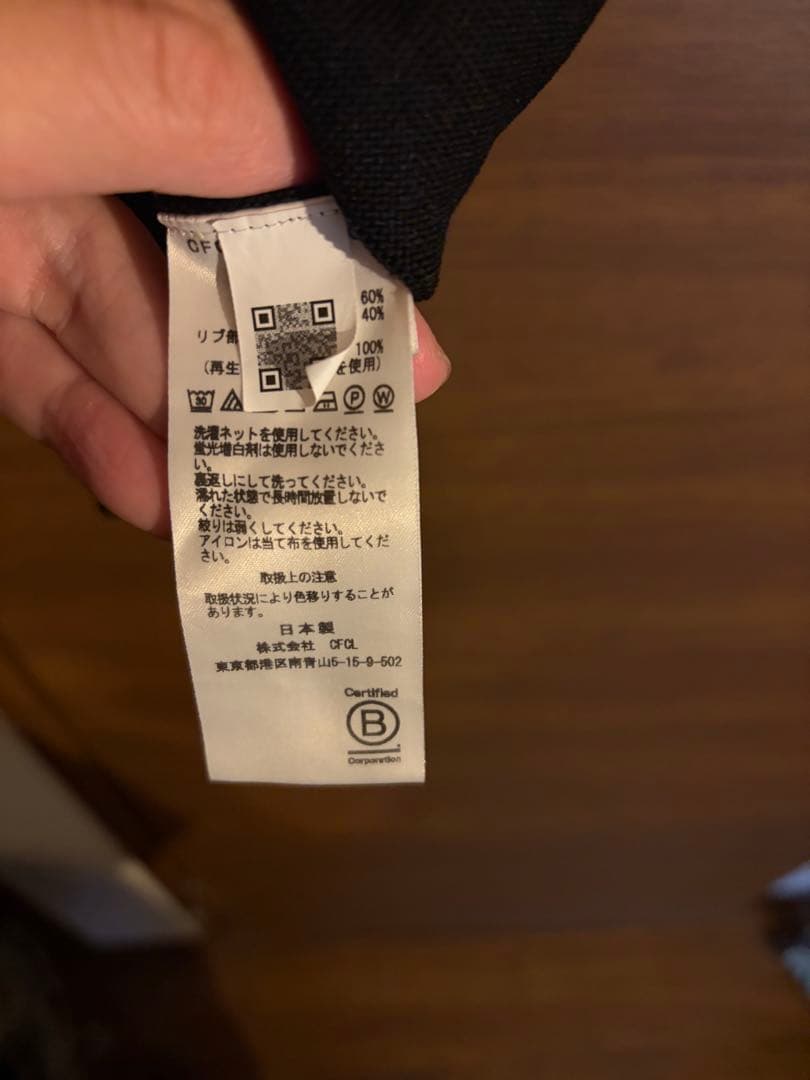 CFC
60%
40%
リブ部
100%
(再生
を使用)
30
P
W
洗濯ネットを使用してください。
蛍光増白剤は使用しないでくださ
い。
裏返しにして洗ってください。
濡れた状態で長時間放置しないで
ください。
絞りは弱くしてください。
アイロンは当て布を使用してくだ
さい。
取扱上の注意
取扱状況により色移りすることが
あります。
日本製
株式会社 CFCL
東京都港区南青山5-15-9-502
Certified
B
Corporation